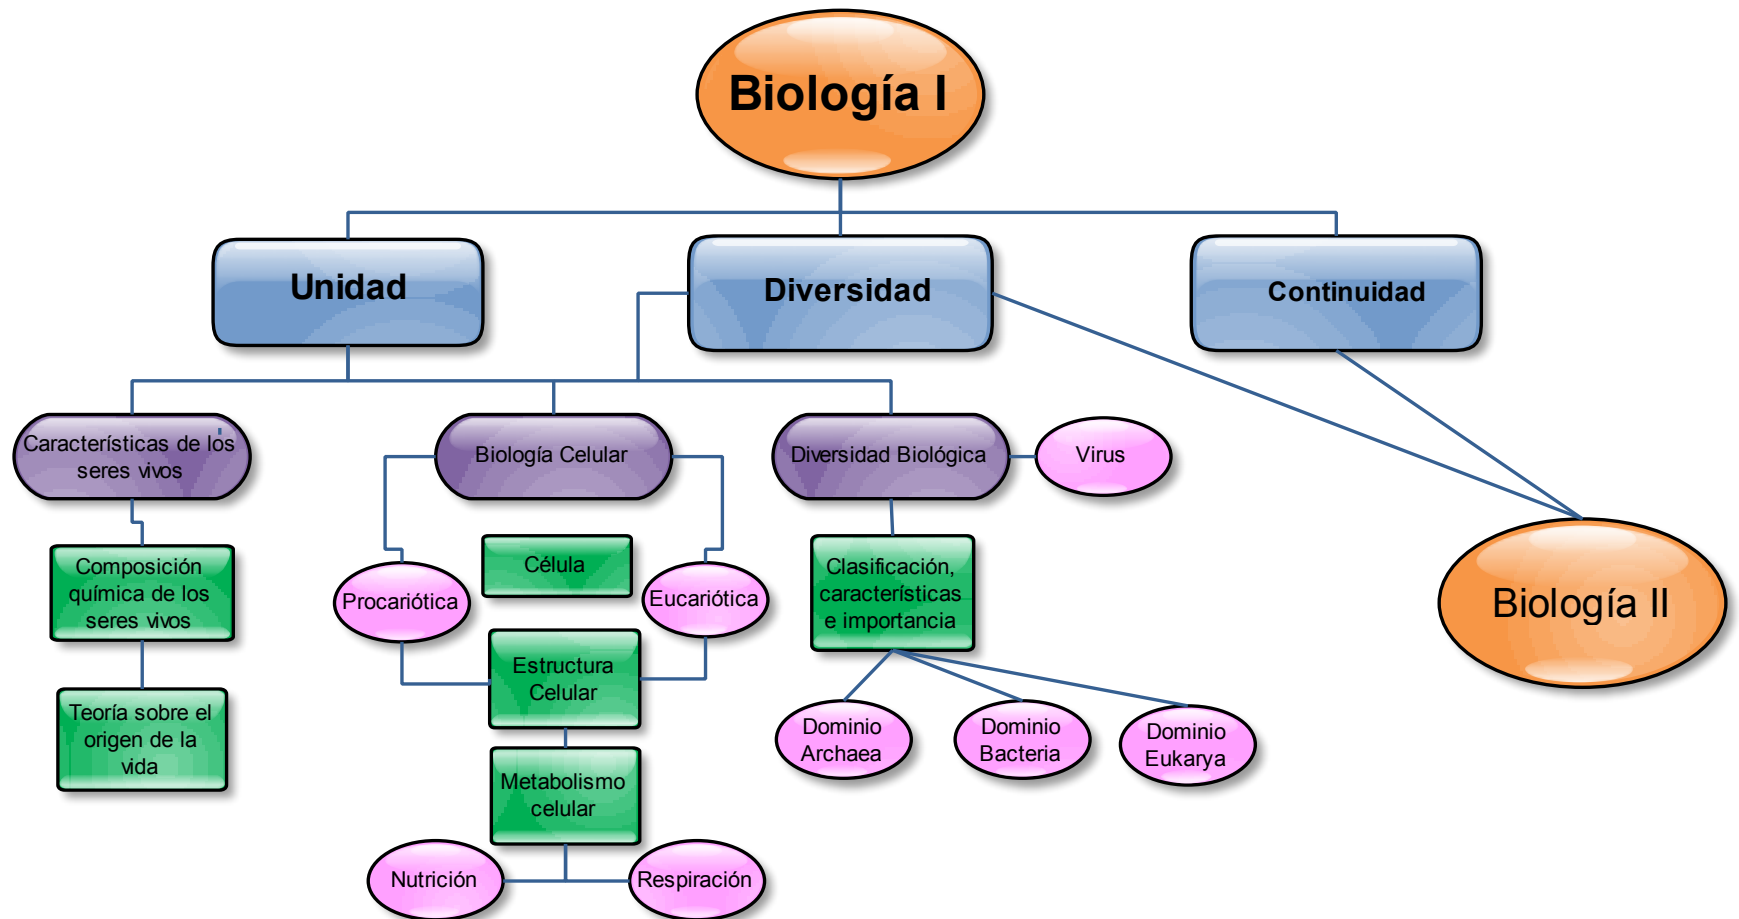 Biología I
Unidad
Diversidad
Continuidad
Características de los
seres vivos
Biología Celular
Diversidad Biológica
Virus
Composición
química de los
seres vivos
Procariótica
Célula
Eucariótica
Clasificación,
características
e importancia
Biología II
Estructura
Celular
Teoría sobre el
origen de la
vida
Dominio
Archaea
Dominio
Bacteria
Dominio
Eukarya
Metabolismo
celular
Nutrición
Respiración